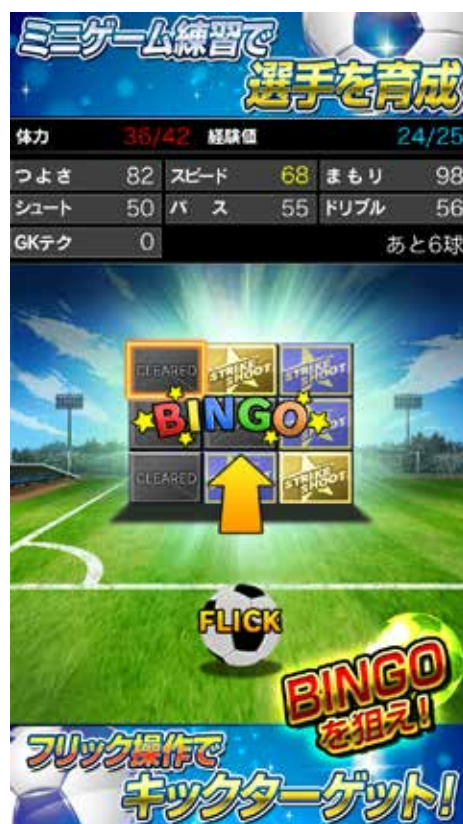 ミニゲーム練習で
選手を育成
体力 36/42 経験値 24/25
つよさ 82 スピード 68 まもり 98
シュート 50 パス 55 ドリブル 56
GKテク 0 あと6球
CLEARED STRIKE SHOOT STRIKE SHOOT
BINGO
CLEARED STRIKE SHOOT
FLICK
BINGO
を狙え!
フリック操作で
キックターゲット!